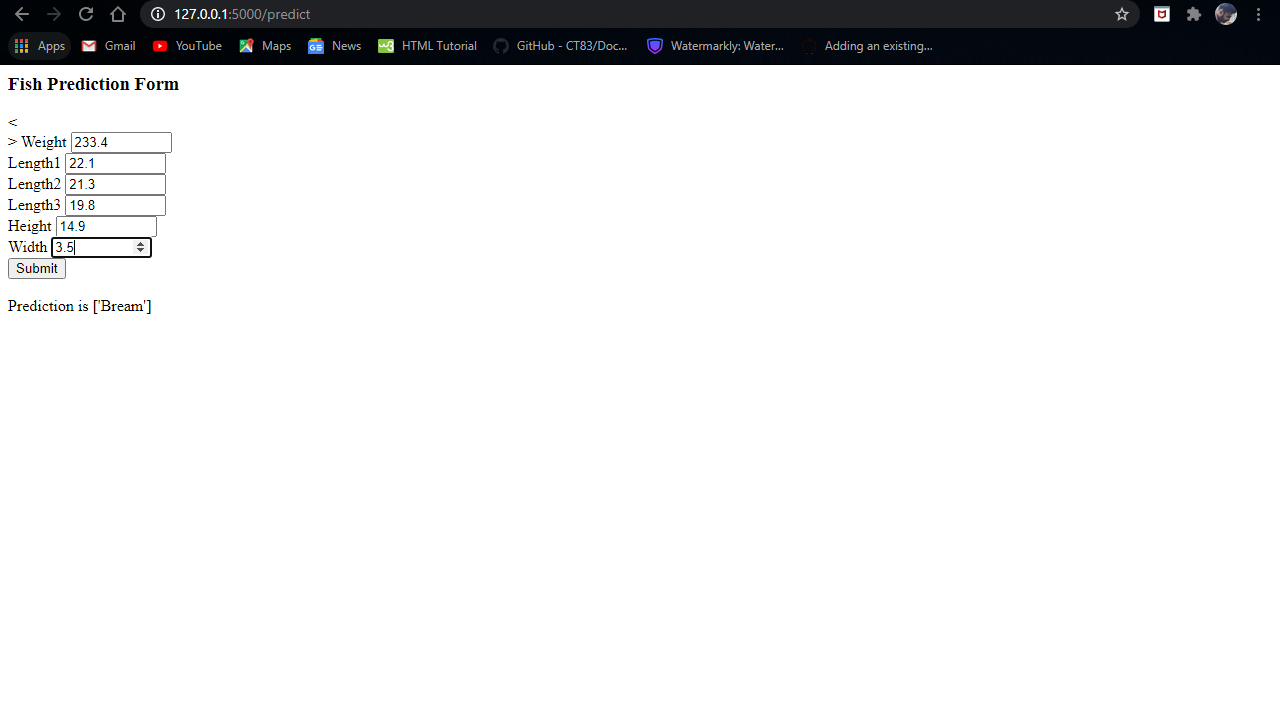 127.0.0.1:5000/predict
Apps Gmail YouTube Maps News HTML Tutorial GitHub - CT83/Doc... Watermarkly: Water... Adding an existing...
Fish Prediction Form
<
> Weight 233.4
Length1 22.1
Length2 21.3
Length3 19.8
Height 14.9
Width 3.5
Submit
Prediction is ['Bream']